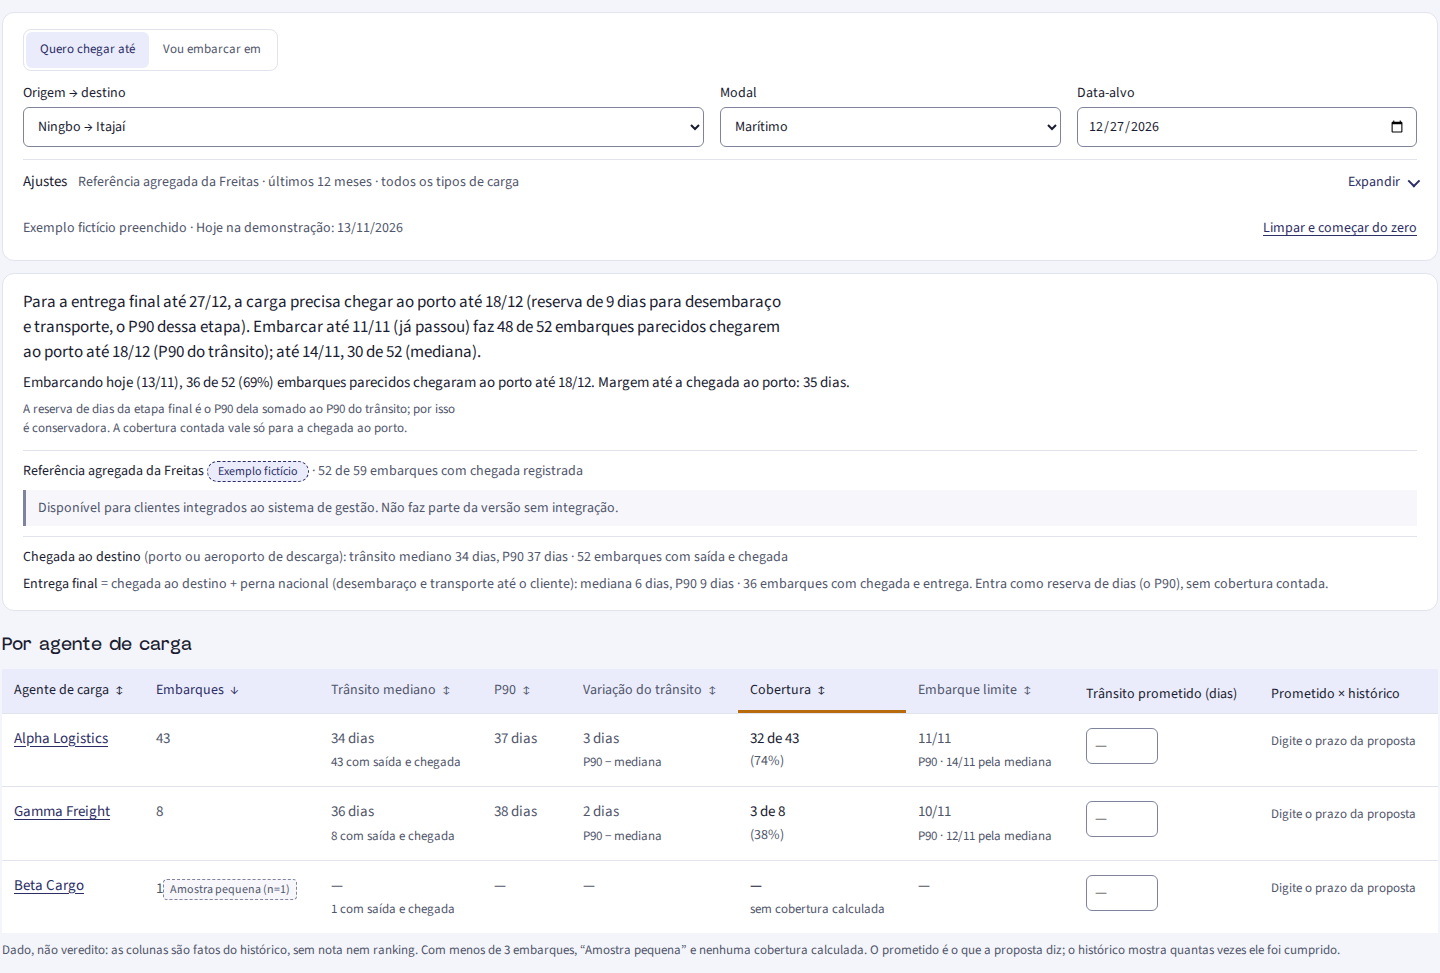 Quero chegar até Vou embarcar em
Origem → destino Modal Data-alvo
Ningbo → Itajaí Marítimo 12/27/2026
Ajustes Referência agregada da Freitas · últimos 12 meses · todos os tipos de carga Expandir
Exemplo fictício preenchido · Hoje na demonstração: 13/11/2026 Limpar e começar do zero
Para a entrega final até 27/12, a carga precisa chegar ao porto até 18/12 (reserva de 9 dias para desembaraço
e transporte, o P90 dessa etapa). Embarcar até 11/11 (já passou) faz 48 de 52 embarques parecidos chegarem
ao porto até 18/12 (P90 do trânsito); até 14/11, 30 de 52 (mediana).
Embarcando hoje (13/11), 36 de 52 (69%) embarques parecidos chegaram ao porto até 18/12. Margem até a chegada ao porto: 35 dias.
A reserva de dias da etapa final é o P90 dela somado ao P90 do trânsito; por isso
é conservadora. A cobertura contada vale só para a chegada ao porto.
Referência agregada da Freitas Exemplo fictício · 52 de 59 embarques com chegada registrada
Disponível para clientes integrados ao sistema de gestão. Não faz parte da versão sem integração.
Chegada ao destino (porto ou aeroporto de descarga): trânsito mediano 34 dias, P90 37 dias · 52 embarques com saída e chegada
Entrega final = chegada ao destino + perna nacional (desembaraço e transporte até o cliente): mediana 6 dias, P90 9 dias · 36 embarques com chegada e entrega. Entra como reserva de dias (o P90), sem cobertura contada.
Por agente de carga
Agente de carga ↕ Embarques ↓ Trânsito mediano ↕ P90 ↕ Variação do trânsito ↕ Cobertura ↕ Embarque limite ↕ Trânsito prometido (dias) Prometido × histórico
Alpha Logistics 43 34 dias 37 dias 3 dias 32 de 43 11/11 — Digite o prazo da proposta
43 com saída e chegada P90 − mediana (74%) P90 · 14/11 pela mediana
Gamma Freight 8 36 dias 38 dias 2 dias 3 de 8 10/11 — Digite o prazo da proposta
8 com saída e chegada P90 − mediana (38%) P90 · 12/11 pela mediana
Beta Cargo 1 Amostra pequena (n=1) — — — — — — Digite o prazo da proposta
1 com saída e chegada sem cobertura calculada
Dado, não veredito: as colunas são fatos do histórico, sem nota nem ranking. Com menos de 3 embarques, “Amostra pequena” e nenhuma cobertura calculada. O prometido é o que a proposta diz; o histórico mostra quantas vezes ele foi cumprido.